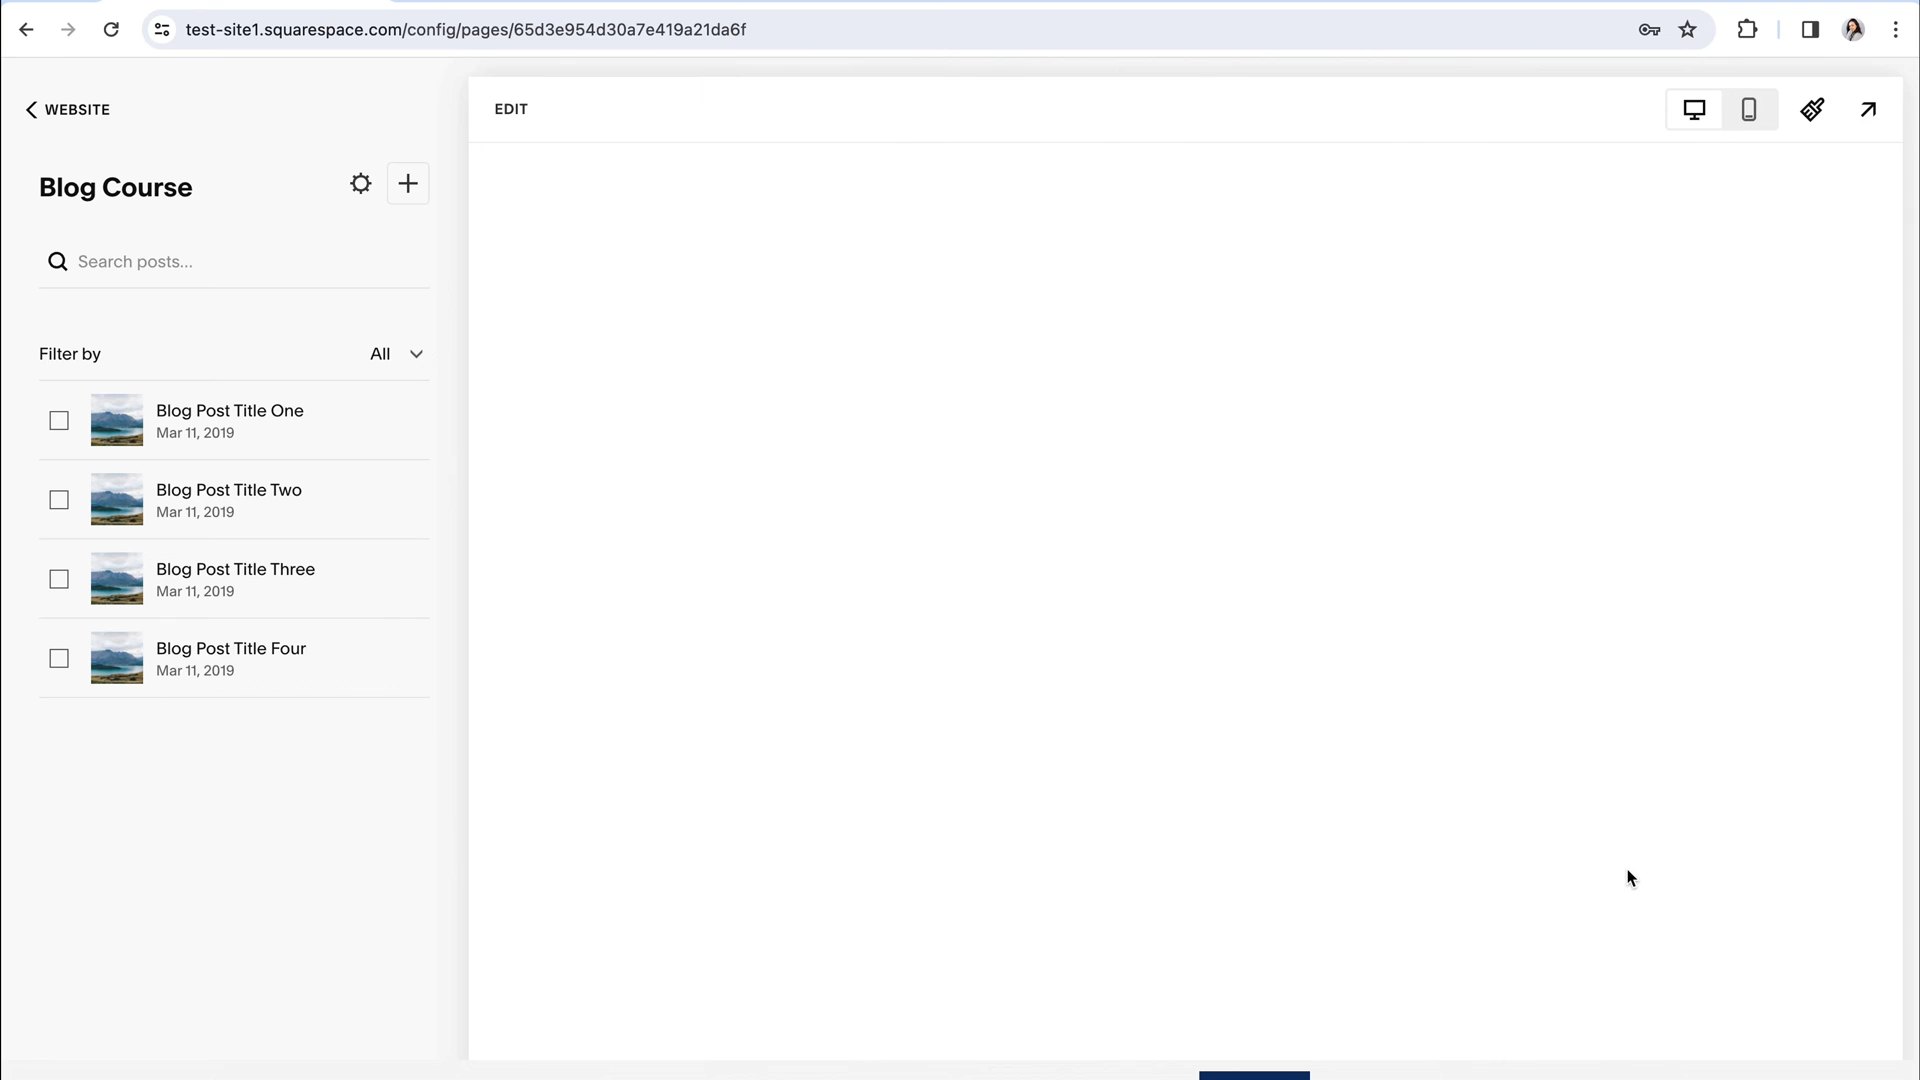 test-site1.squarespace.com/config/pages/65d3e954d30a7e419a21da6f
WEBSITE
EDIT
Blog Course
Search posts...
Filter by
All
Blog Post Title One
Mar 11, 2019
Blog Post Title Two
Mar 11, 2019
Blog Post Title Three
Mar 11, 2019
Blog Post Title Four
Mar 11, 2019